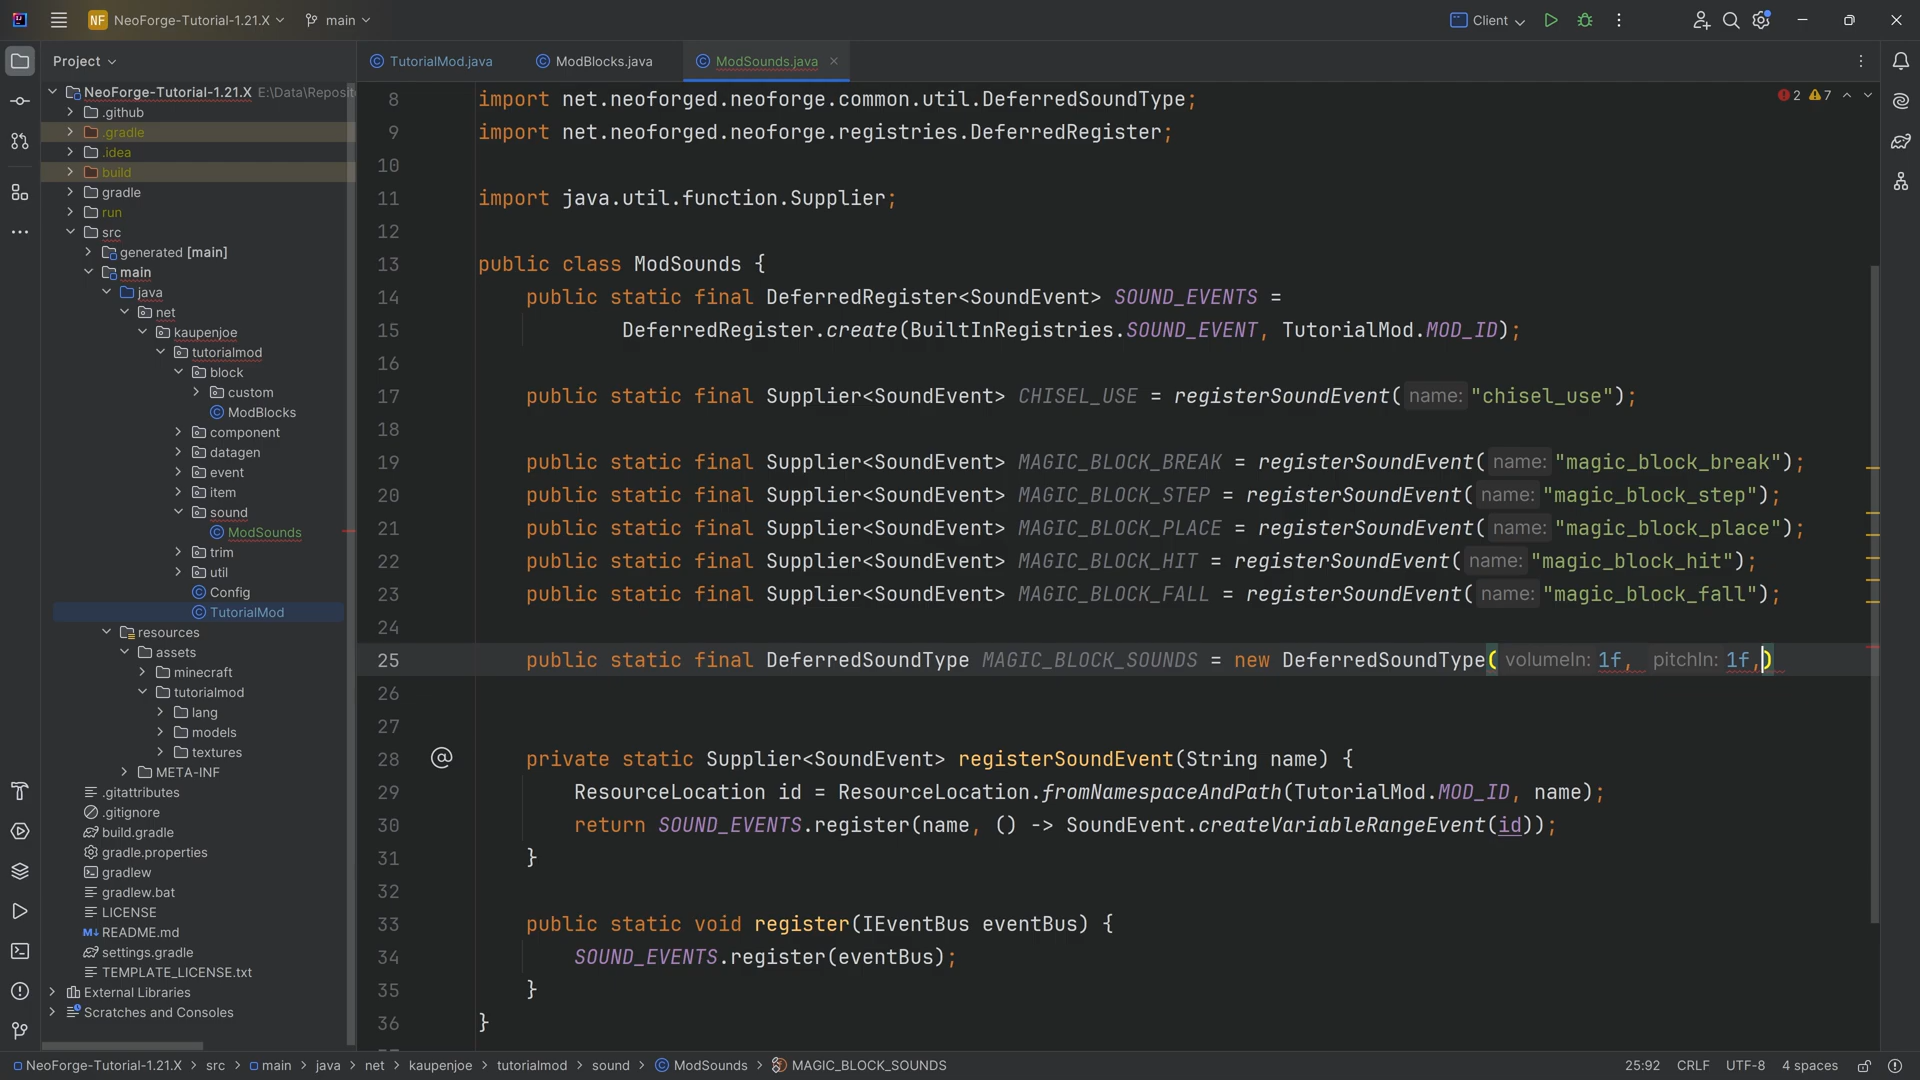 NF NeoForge-Tutorial-1.21.X main Client
Project
TutorialMod.java ModBlocks.java ModSounds.java
NeoForge-Tutorial-1.21.X E:\Data\Reposit
.github
.gradle
.idea
build
gradle
run
src
generated [main]
main
java
net
kaupenjoe
tutorialmod
block
custom
ModBlocks
component
datagen
event
item
sound
ModSounds
trim
util
Config
TutorialMod
resources
assets
minecraft
tutorialmod
lang
models
textures
META-INF
.gitattributes
.gitignore
build.gradle
gradle.properties
gradlew
gradlew.bat
LICENSE
README.md
settings.gradle
TEMPLATE_LICENSE.txt
External Libraries
Scratches and Consoles
2 7
8 import net.neoforged.neoforge.common.util.DeferredSoundType;
9 import net.neoforged.neoforge.registries.DeferredRegister;
10
11 import java.util.function.Supplier;
12
13 public class ModSounds {
14 public static final DeferredRegister<SoundEvent> SOUND_EVENTS =
15 DeferredRegister.create(BuiltInRegistries.SOUND_EVENT, TutorialMod.MOD_ID);
16
17 public static final Supplier<SoundEvent> CHISEL_USE = registerSoundEvent( name: "chisel_use");
18
19 public static final Supplier<SoundEvent> MAGIC_BLOCK_BREAK = registerSoundEvent( name: "magic_block_break");
20 public static final Supplier<SoundEvent> MAGIC_BLOCK_STEP = registerSoundEvent( name: "magic_block_step");
21 public static final Supplier<SoundEvent> MAGIC_BLOCK_PLACE = registerSoundEvent( name: "magic_block_place");
22 public static final Supplier<SoundEvent> MAGIC_BLOCK_HIT = registerSoundEvent( name: "magic_block_hit");
23 public static final Supplier<SoundEvent> MAGIC_BLOCK_FALL = registerSoundEvent( name: "magic_block_fall");
24
25 public static final DeferredSoundType MAGIC_BLOCK_SOUNDS = new DeferredSoundType( volumeIn: 1f, pitchIn: 1f,)
26
27
28 private static Supplier<SoundEvent> registerSoundEvent(String name) {
29 ResourceLocation id = ResourceLocation.fromNamespaceAndPath(TutorialMod.MOD_ID, name);
30 return SOUND_EVENTS.register(name, () -> SoundEvent.createVariableRangeEvent(id));
31 }
32
33 public static void register(IEventBus eventBus) {
34 SOUND_EVENTS.register(eventBus);
35 }
36 }
NeoForge-Tutorial-1.21.X > src > main > java > net > kaupenjoe > tutorialmod > sound > ModSounds > MAGIC_BLOCK_SOUNDS 25:92 CRLF UTF-8 4 spaces